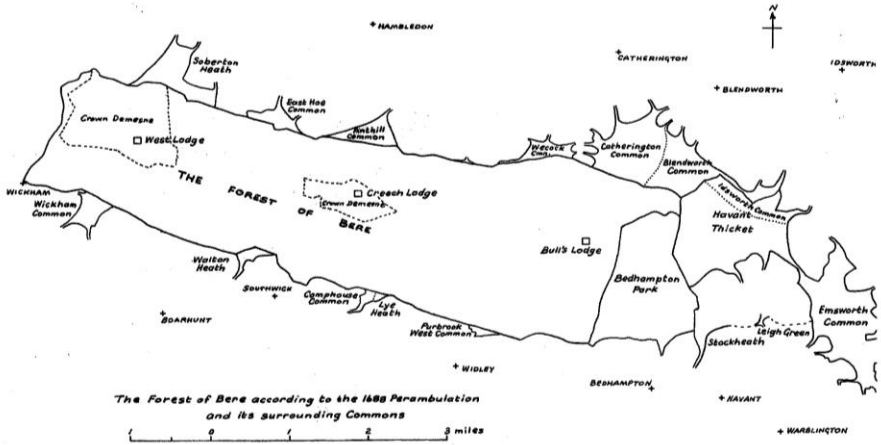 N
HAMBLEDON
CATHERINGTON
IDSWORTH
BLENDWORTH
Soberton
Heath
East Hoe
Common
Anthill
Common
Wecock
Cmn.
Catherington
Common
Blendworth
Common
Crown Demesne
West Lodge
Idsworth Common
Havant
Thicket
THE FOREST OF BERE
Creech Lodge
Crown Demesne
WICKHAM
Wickham
Common
Bull's Lodge
Walton
Heath
SOUTHWICK
Bedhampton
Park
Camphouse
Common
Lye
Heath
Emsworth
Common
BOARHUNT
Purbrook
West Common
Leigh Green
Stockheath
WIDLEY
BEDHAMPTON
HAVANT
WARBLINGTON
The Forest of Bere according to the 1688 Perambulation
and its surrounding Commons
1 0 1 2 3 miles